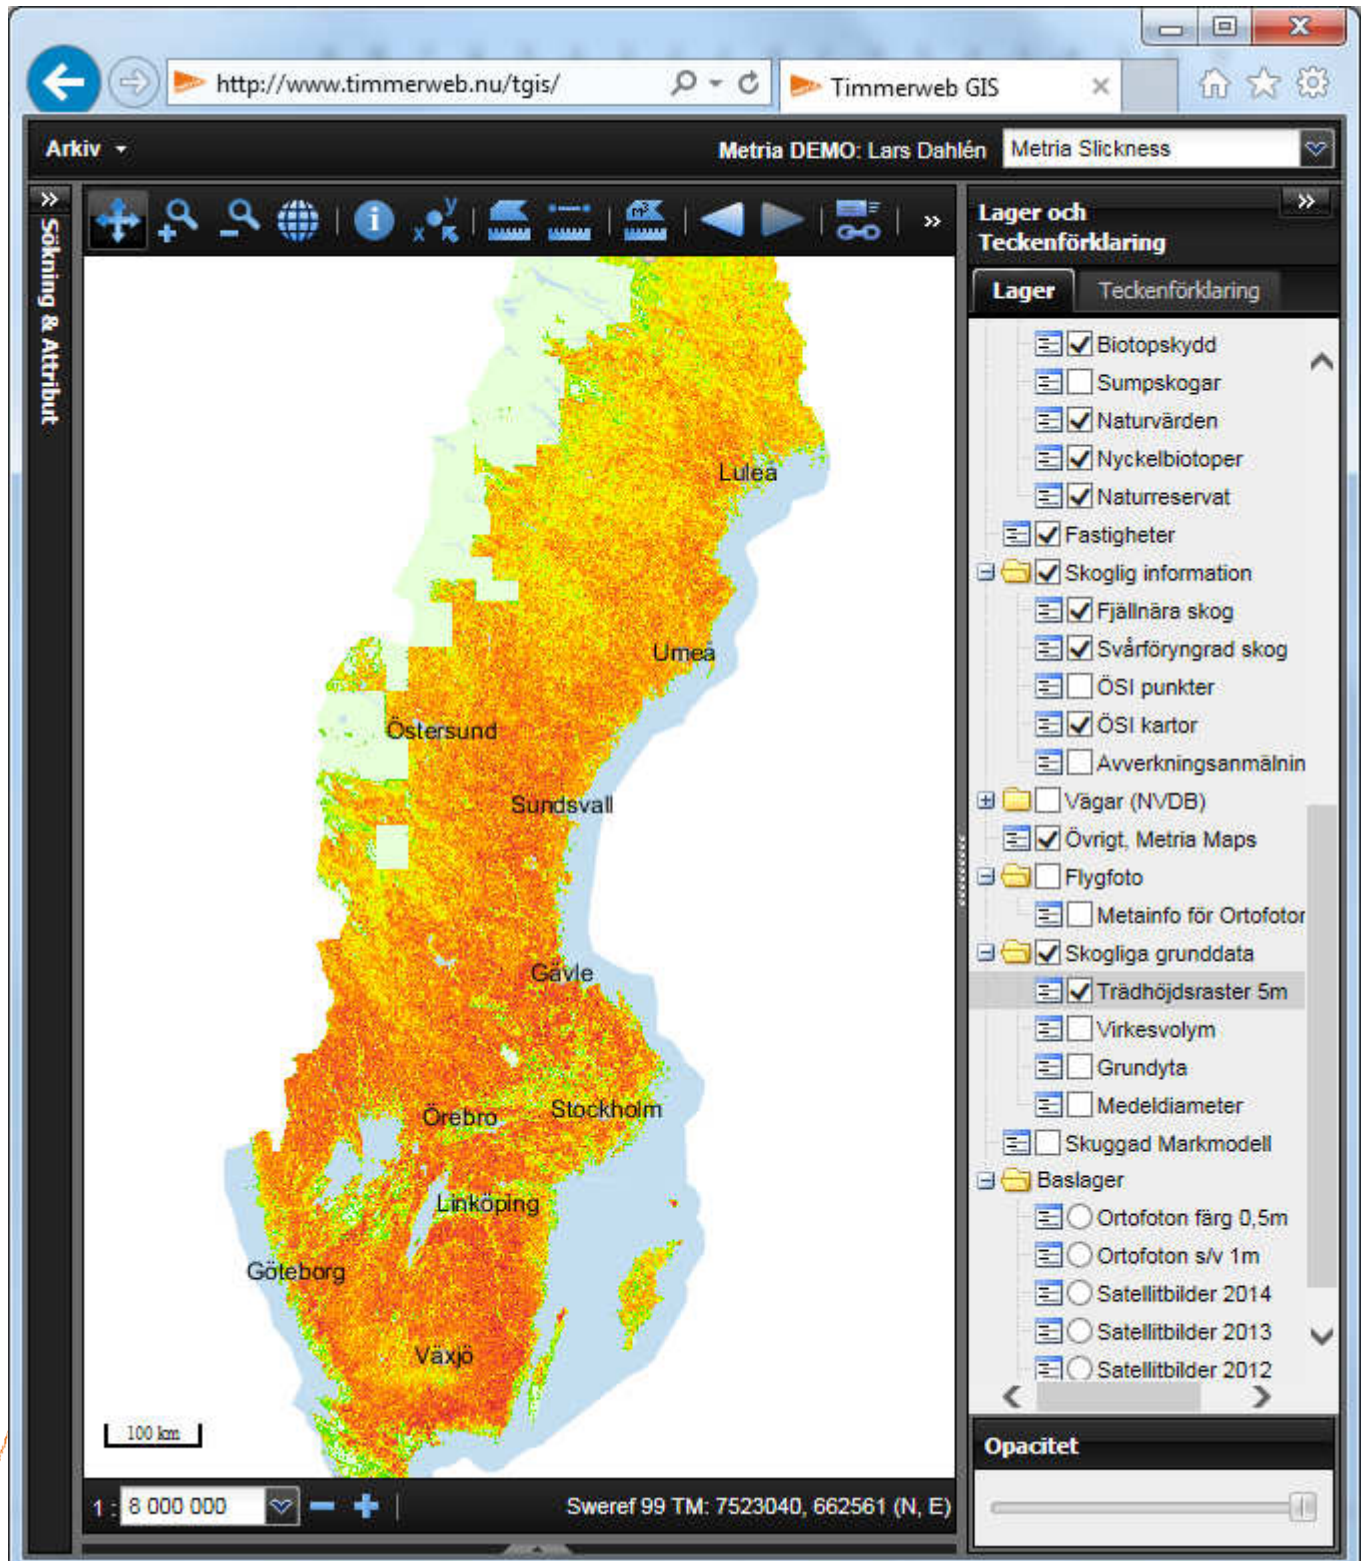 http://www.timmerweb.nu/tgis/
Timmerweb GIS
Arkiv
Metria DEMO: Lars Dahlén
Metria Slickness
Sökning & Attribut
Lager och
Teckenförklaring
Lager
Teckenförklaring
Biotopskydd
Sumpskogar
Naturvärden
Nyckelbiotoper
Naturreservat
Fastigheter
Skoglig information
Fjällnära skog
Svårföryngrad skog
ÖSI punkter
ÖSI kartor
Avverkningsanmälnin
Vägar (NVDB)
Övrigt, Metria Maps
Flygfoto
Metainfo för Ortofotor
Skogliga grunddata
Trädhöjdsraster 5m
Virkesvolym
Grundyta
Medeldiameter
Skuggad Markmodell
Baslager
Ortofoton färg 0,5m
Ortofoton s/v 1m
Satellitbilder 2014
Satellitbilder 2013
Satellitbilder 2012
Opacitet
x y
M3
Luleå
Umeå
Östersund
Sundsvall
Gävle
Örebro
Stockholm
Linköping
Göteborg
Växjö
100 km
1 : 8 000 000
Sweref 99 TM: 7523040, 662561 (N, E)